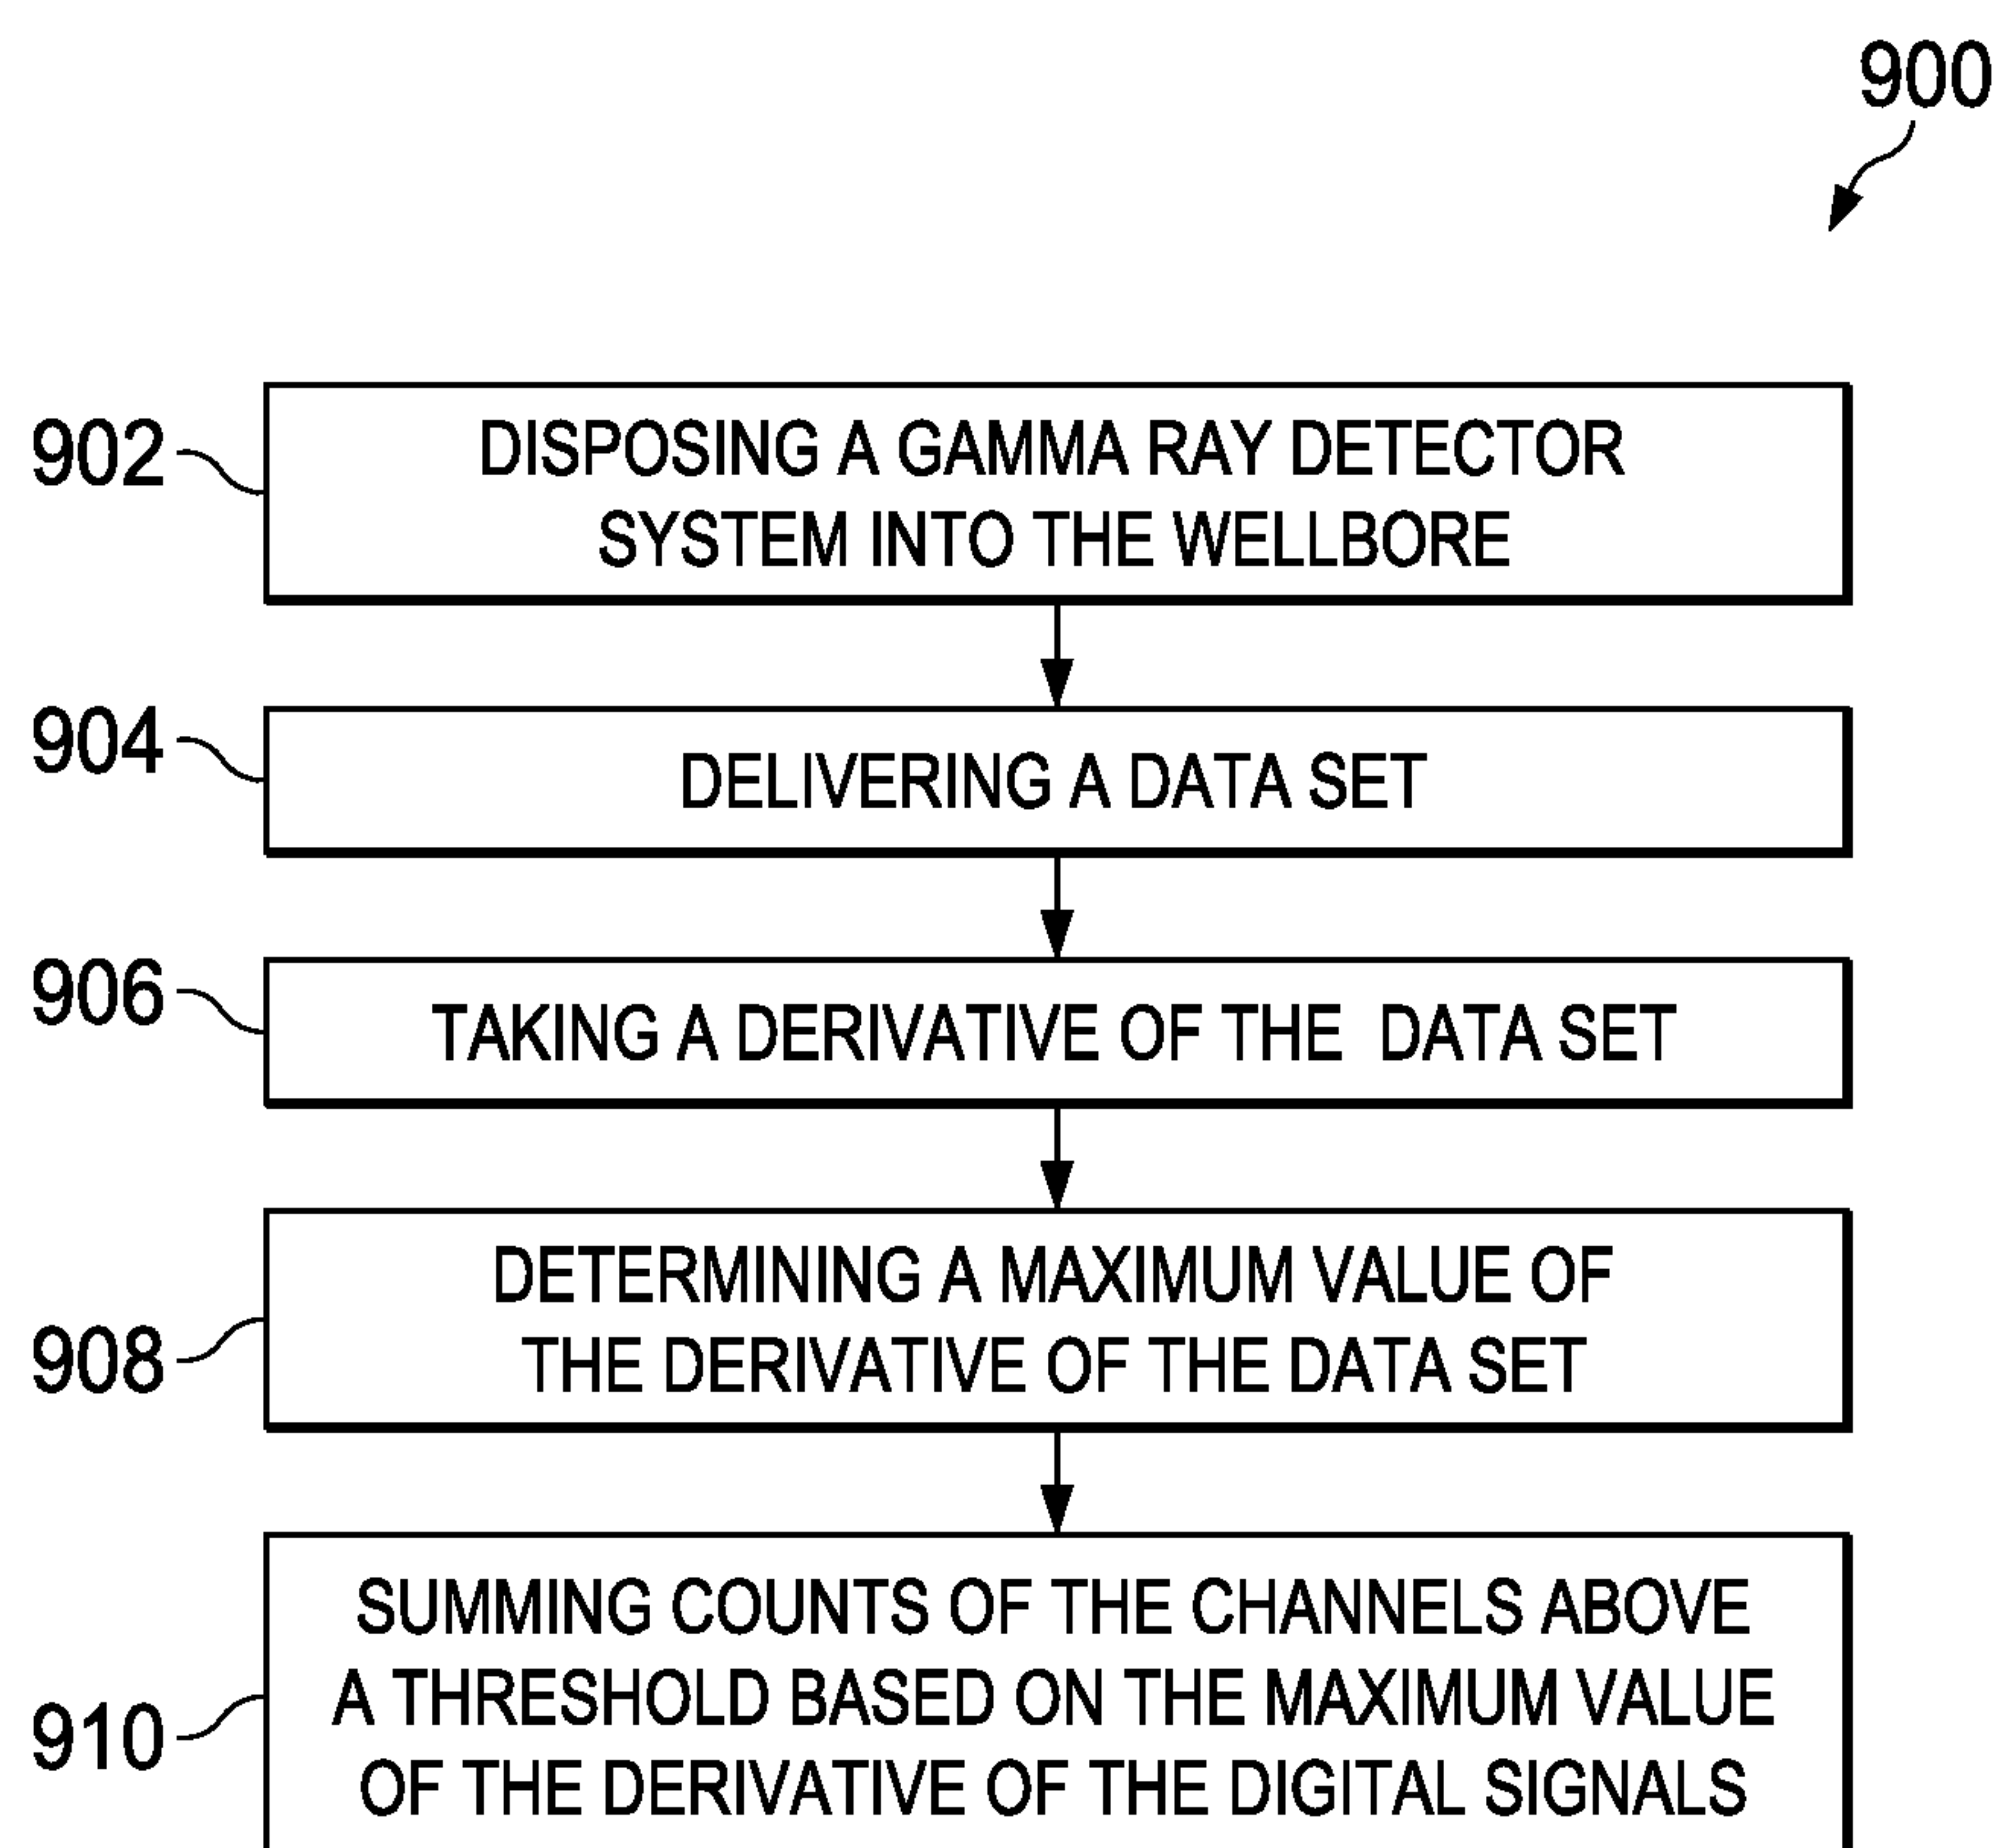 900
902
DISPOSING A GAMMA RAY DETECTOR
SYSTEM INTO THE WELLBORE
904
DELIVERING A DATA SET
906
TAKING A DERIVATIVE OF THE DATA SET
908
DETERMINING A MAXIMUM VALUE OF
THE DERIVATIVE OF THE DATA SET
910
SUMMING COUNTS OF THE CHANNELS ABOVE
A THRESHOLD BASED ON THE MAXIMUM VALUE
OF THE DERIVATIVE OF THE DIGITAL SIGNALS